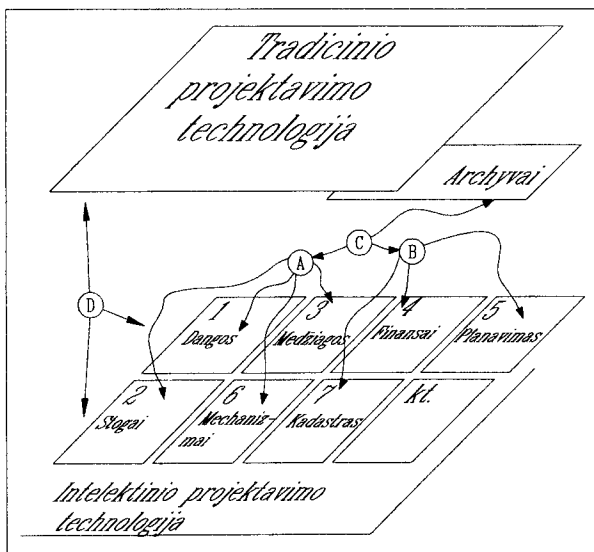 Tradicinio
projektavimo
technologija
Archyvai
C
A
B
D
1
Dangos
3
Medžiagos
4
Finansai
5
Planavimas
2
Stogai
6
Mechaniz-
mai
7
Kadastras
kt.
Intelektinio projektavimo
technologija